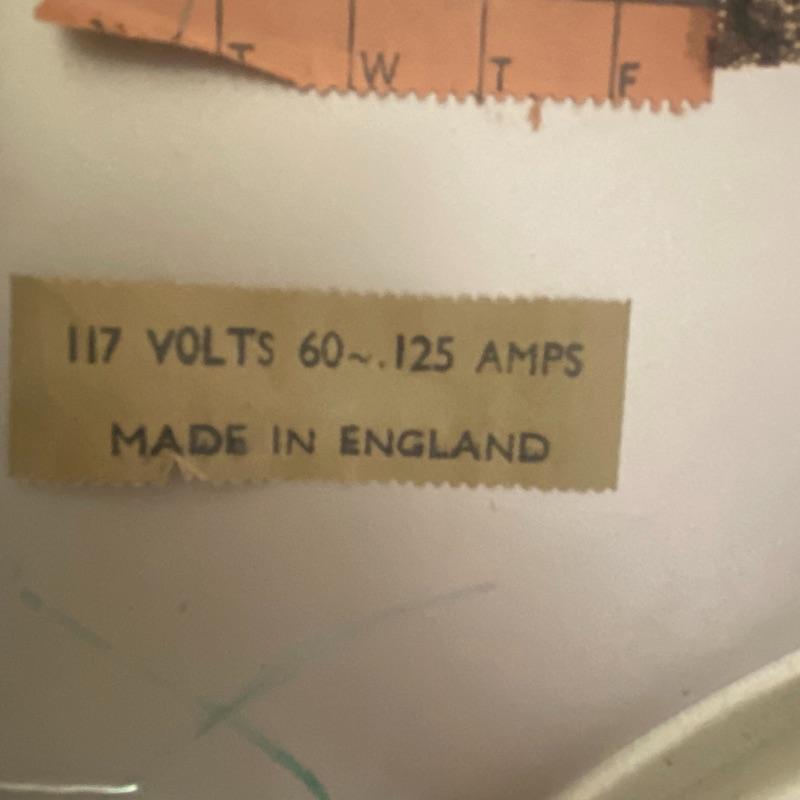 T W T F
117 VOLTS 60~.125 AMPS
MADE IN ENGLAND